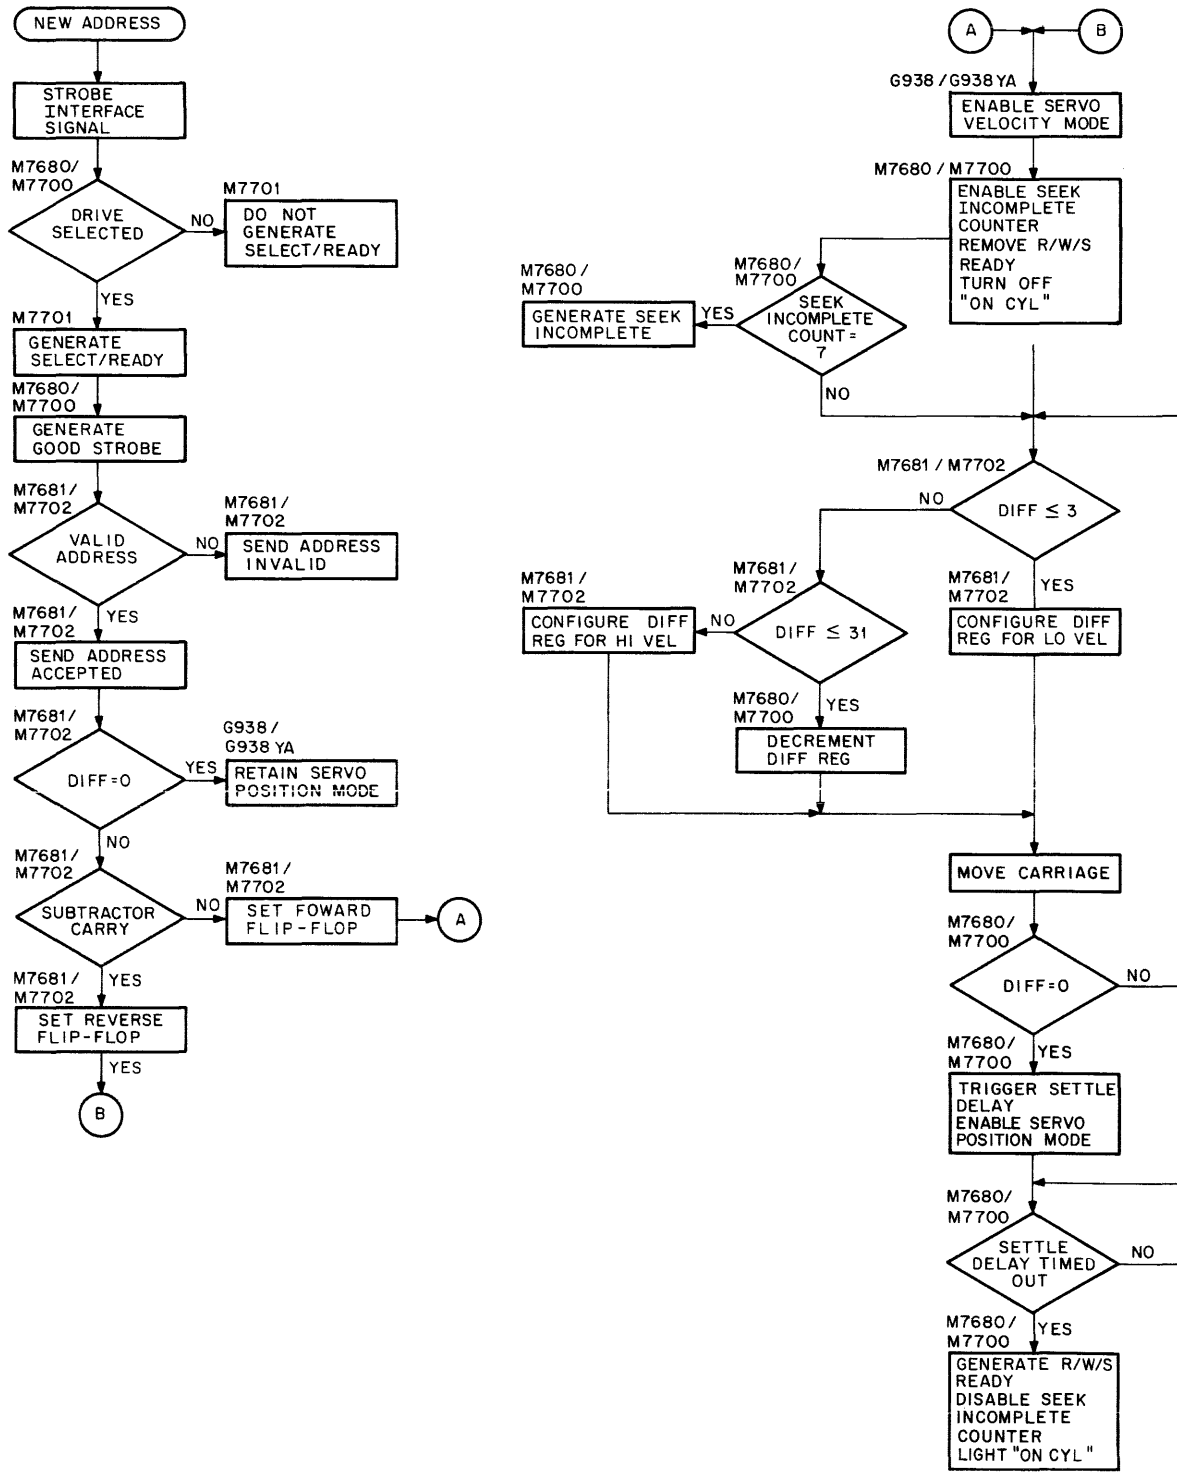 NEW ADDRESS
STROBE
INTERFACE
SIGNAL
M7680/
M7700
DRIVE
SELECTED
NO
M7701
DO NOT
GENERATE
SELECT/READY
YES
M7701
GENERATE
SELECT/READY
M7680/
M7700
GENERATE
GOOD STROBE
M7681/
M7702
VALID
ADDRESS
NO
M7681/
M7702
SEND ADDRESS
INVALID
YES
M7681/
M7702
SEND ADDRESS
ACCEPTED
M7681/
M7702
DIFF=0
YES
G938/
G938 YA
RETAIN SERVO
POSITION MODE
NO
M7681/
M7702
SUBTRACTOR
CARRY
NO
M7681/
M7702
SET FOWARD
FLIP-FLOP
A
YES
M7681/
M7702
SET REVERSE
FLIP-FLOP
YES
B
A
B
G938/G938 YA
ENABLE SERVO
VELOCITY MODE
M7680/M7700
ENABLE SEEK
INCOMPLETE
COUNTER
REMOVE R/W/S
READY
TURN OFF
"ON CYL"
M7680/
M7700
SEEK
INCOMPLETE
COUNT =
7
YES
M7680/
M7700
GENERATE SEEK
INCOMPLETE
NO
M7681/M7702
DIFF ≤ 3
NO
M7681/
M7702
DIFF ≤ 31
NO
M7681/
M7702
CONFIGURE DIFF
REG FOR HI VEL
YES
M7681/
M7702
CONFIGURE DIFF
REG FOR LO VEL
YES
M7680/
M7700
DECREMENT
DIFF REG
MOVE CARRIAGE
M7680/
M7700
DIFF=0
NO
YES
M7680/
M7700
TRIGGER SETTLE
DELAY
ENABLE SERVO
POSITION MODE
M7680/
M7700
SETTLE
DELAY TIMED
OUT
NO
YES
M7680/
M7700
GENERATE R/W/S
READY
DISABLE SEEK
INCOMPLETE
COUNTER
LIGHT "ON CYL"